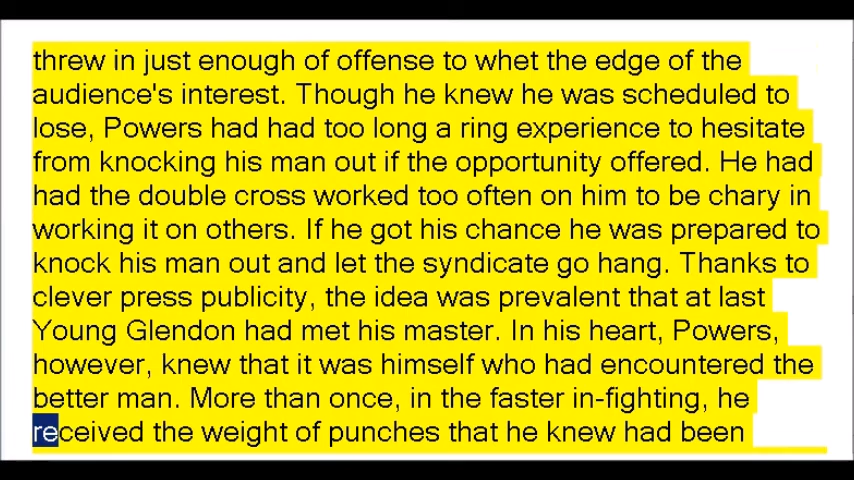 threw in just enough of offense to whet the edge of the
audience's interest. Though he knew he was scheduled to
lose, Powers had had too long a ring experience to hesitate
from knocking his man out if the opportunity offered. He had
had the double cross worked too often on him to be chary in
working it on others. If he got his chance he was prepared to
knock his man out and let the syndicate go hang. Thanks to
clever press publicity, the idea was prevalent that at last
Young Glendon had met his master. In his heart, Powers,
however, knew that it was himself who had encountered the
better man. More than once, in the faster in-fighting, he
received the weight of punches that he knew had been